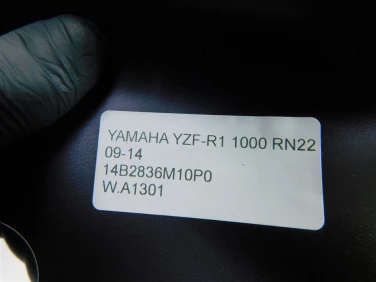 YAMAHA YZF-R1 1000 RN22
09-14
14B2836M10P0
W.A1301